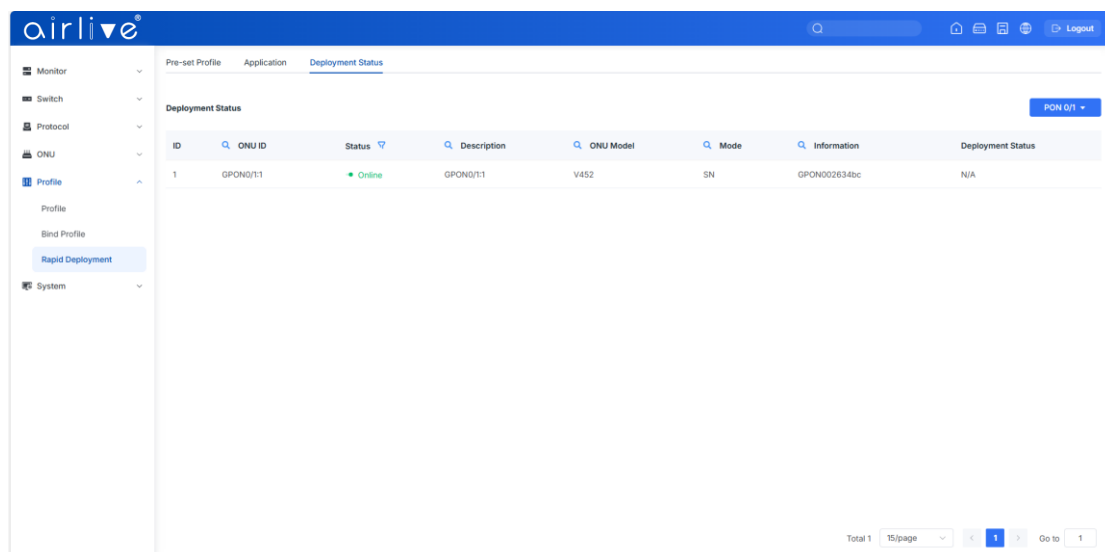 airlive®
Logout
Monitor
Switch
Protocol
ONU
Profile
Profile
Bind Profile
Rapid Deployment
System
Pre-set Profile Application Deployment Status
Deployment Status
PON 0/1
ID ONU ID Status Description ONU Model Mode Information Deployment Status
1 GPON0/1:1 Online GPON0/1:1 V452 SN GPON002634bc N/A
Total 1 15/page 1 Go to 1